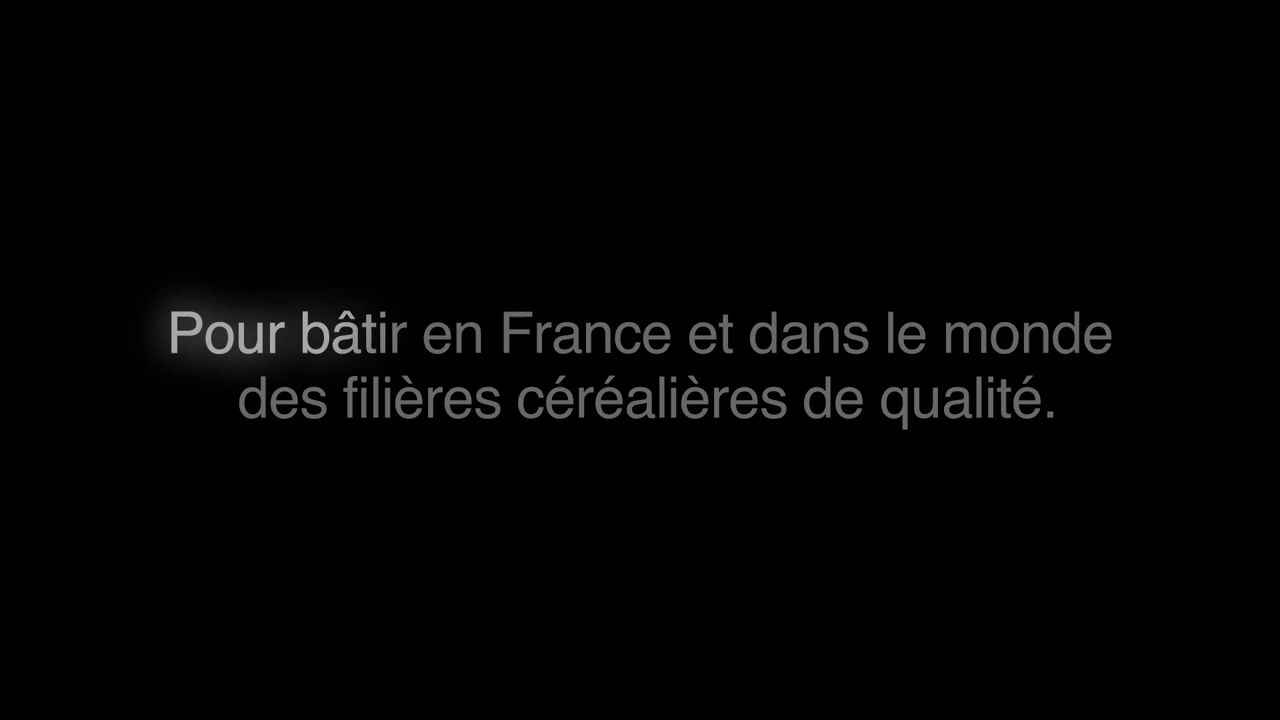 Pour bâtir en France et dans le monde
des filières céréalières de qualité.